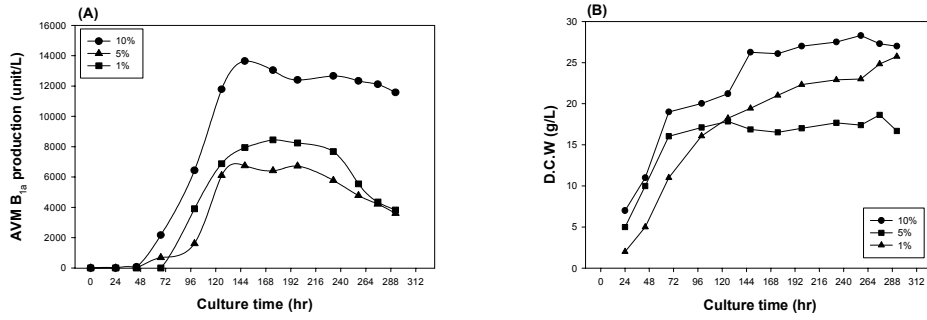 (A)
16000
14000
12000
10000
8000
6000
4000
2000
0
AVM B1a production (unit/L)
10%
5%
1%
0 24 48 72 96 120 144 168 192 216 240 264 288 312
Culture time (hr)
(B)
30
25
20
15
10
5
0
D.C.W (g/L)
10%
5%
1%
0 24 48 72 96 120 144 168 192 216 240 264 288 312
Culture time (hr)